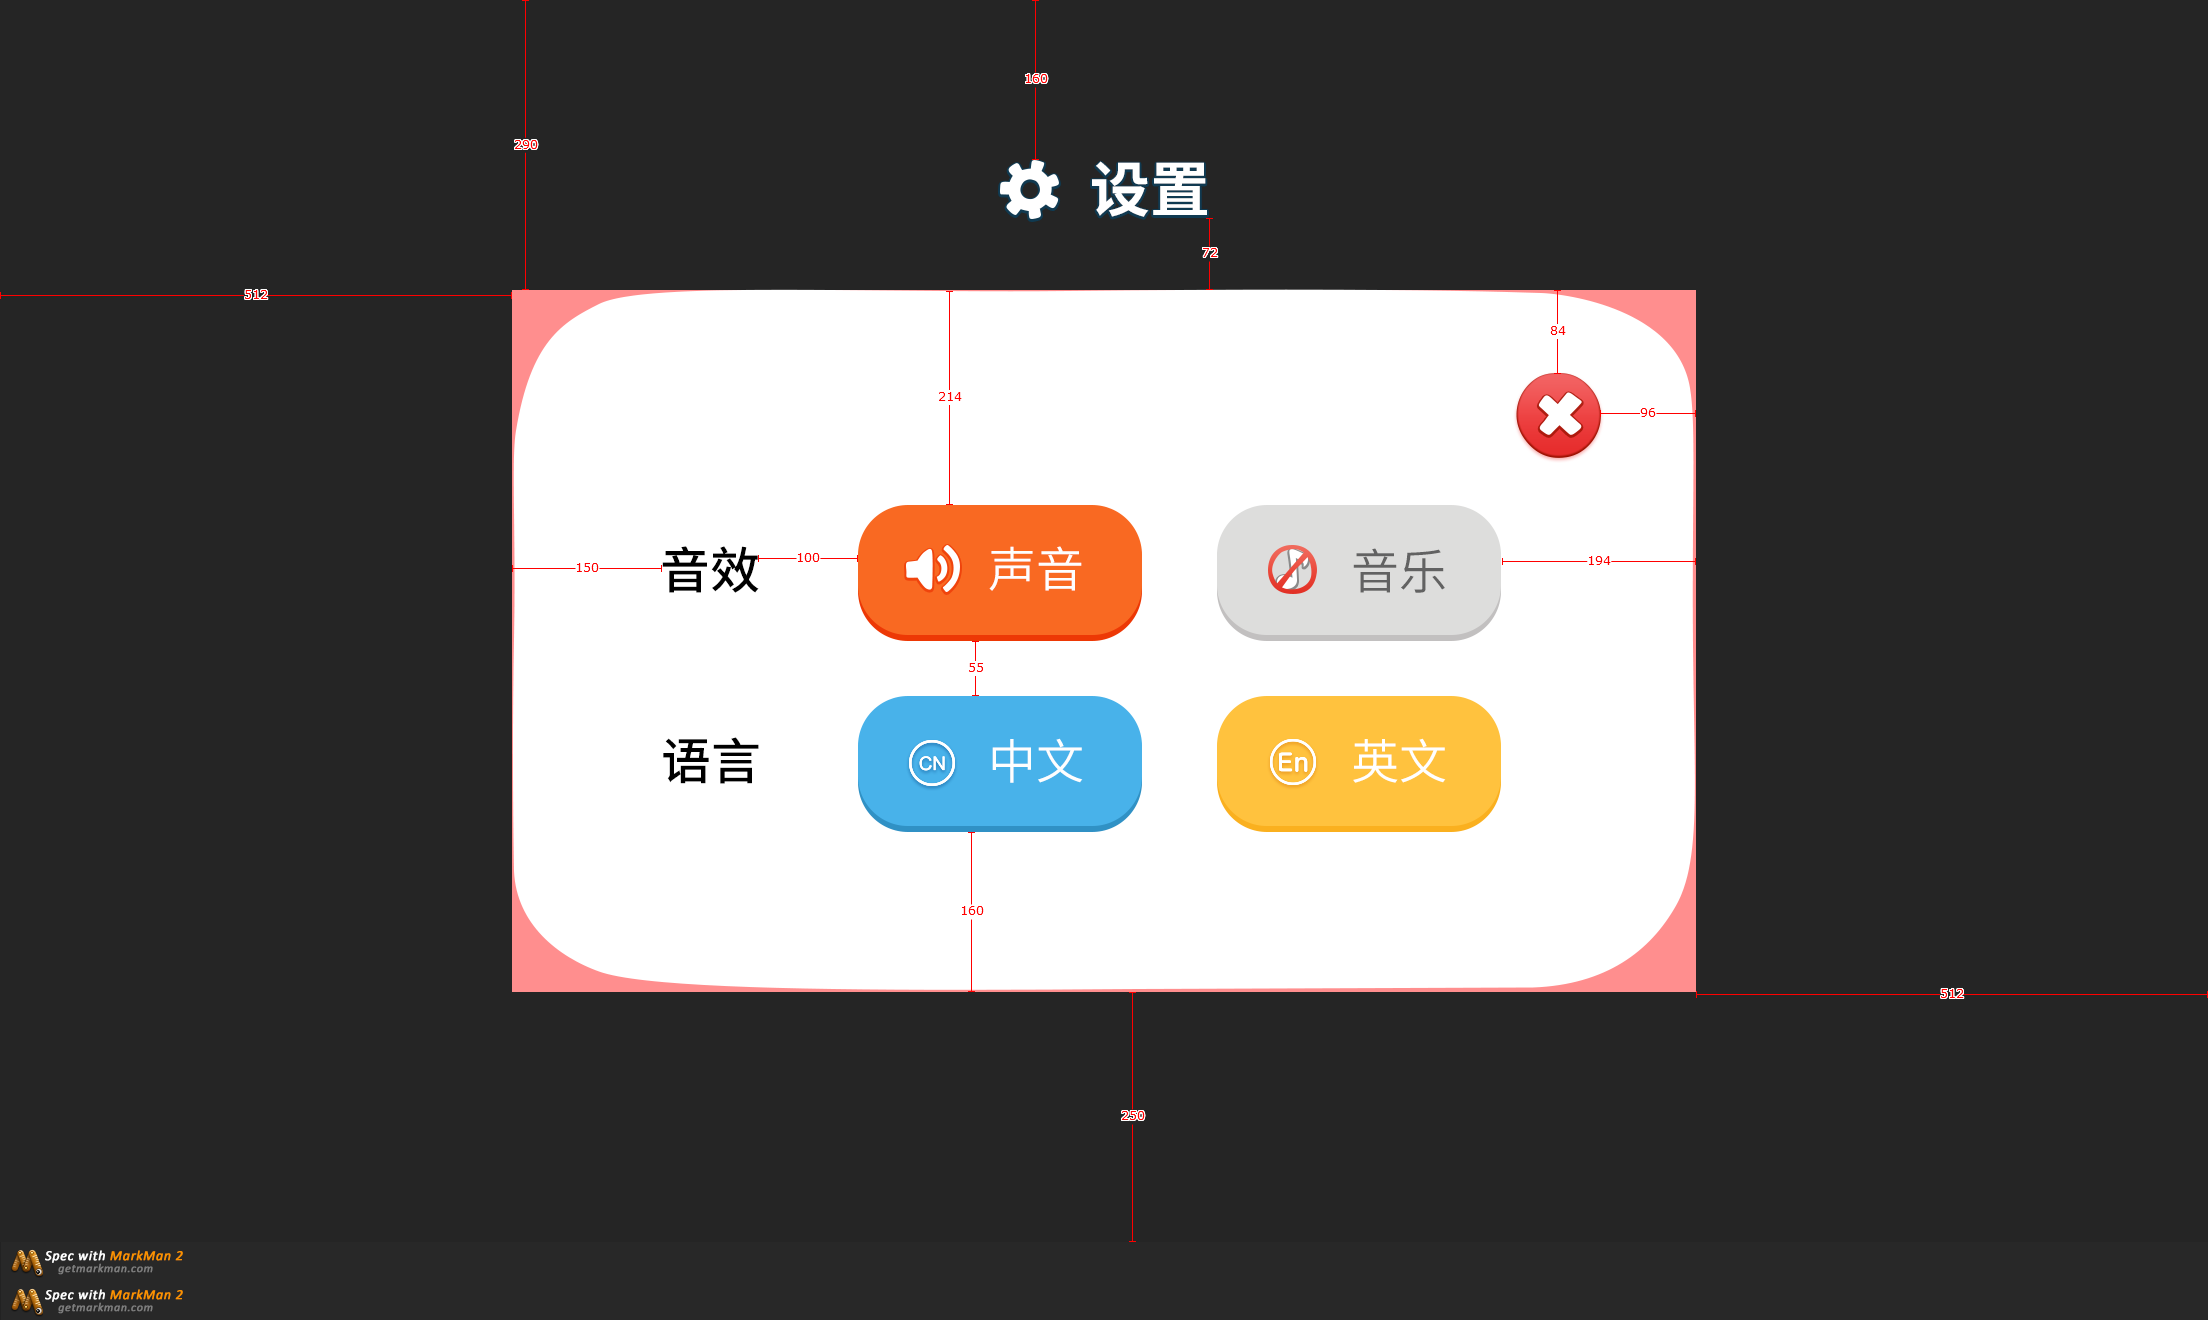 160
290
设置
72
512
84
214
96
音效
100
声音
音乐
150
194
55
语言
CN
中文
En
英文
160
512
250
Spec with MarkMan 2
getmarkman.com
Spec with MarkMan 2
getmarkman.com